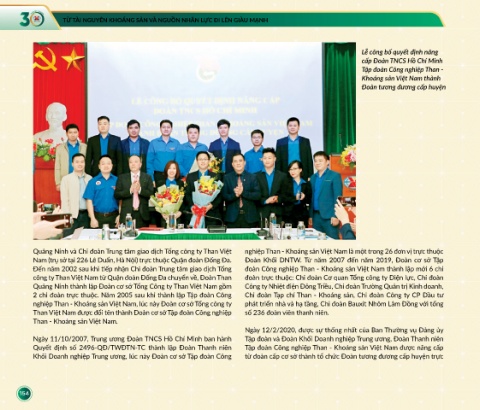 30 TỪ TÀI NGUYÊN KHOÁNG SẢN VÀ NGUỒN NHÂN LỰC ĐI LÊN GIÀU MẠNH
Lễ công bố quyết định nâng
cấp Đoàn TNCS Hồ Chí Minh
Tập đoàn Công nghiệp Than -
Khoáng sản Việt Nam thành
Đoàn tương đương cấp huyện
LỄ CÔNG BỐ QUYẾT ĐỊNH NÂNG CẤP
ĐOÀN TNCS HỒ CHÍ MINH
Quảng Ninh và Chi đoàn Trung tâm giao dịch Tổng công ty Than Việt
Nam (trụ sở tại 226 Lê Duẩn, Hà Nội) trực thuộc Quận đoàn Đống Đa.
Đến năm 2002 sau khi tiếp nhận Chi đoàn Trung tâm giao dịch Tổng
công ty Than Việt Nam từ Quận đoàn Đống Đa chuyển về, Đoàn Than
Quảng Ninh thành lập Đoàn cơ sở Tổng Công ty Than Việt Nam gồm
2 chi đoàn trực thuộc. Năm 2005 sau khi thành lập Tập đoàn Công
nghiệp Than - Khoáng sản Việt Nam, lúc này Đoàn cơ sở Tổng công ty
Than Việt Nam được đổi tên thành Đoàn cơ sở Tập đoàn Công nghiệp
Than - Khoáng sản Việt Nam.
Ngày 11/10/2007, Trung ương Đoàn TNCS Hồ Chí Minh ban hành
Quyết định số 2496-QĐ/TWĐTN-TC thành lập Đoàn Thanh niên
Khối Doanh nghiệp Trung ương, lúc này Đoàn cơ sở Tập đoàn Công
nghiệp Than - Khoáng sản Việt Nam là một trong 26 đơn vị trực thuộc
Đoàn Khối DNTW. Từ năm 2007 đến năm 2019, Đoàn cơ sở Tập
đoàn Công nghiệp Than - Khoáng sản Việt Nam thành lập mới 6 chi
đoàn trực thuộc: Chi đoàn Cơ quan Tổng công ty Điện lực, Chi đoàn
Công ty Nhiệt điện Đông Triều, Chi đoàn Trường Quản trị Kinh doanh,
Chi đoàn Tạp chí Than - Khoáng sản, Chi đoàn Công ty CP Đầu tư
phát triển nhà và hạ tầng, Chi đoàn Bauxit Nhôm Lâm Đồng với tổng
số 236 đoàn viên thanh niên.
Ngày 12/2/2020, được sự thống nhất của Ban Thường vụ Đảng ủy
Tập đoàn và Đoàn Khối Doanh nghiệp Trung ương, Đoàn Thanh niên
Tập đoàn Công nghiệp Than - Khoáng sản Việt Nam được nâng cấp
từ đoàn cấp cơ sở thành tổ chức Đoàn tương đương cấp huyện trực
154